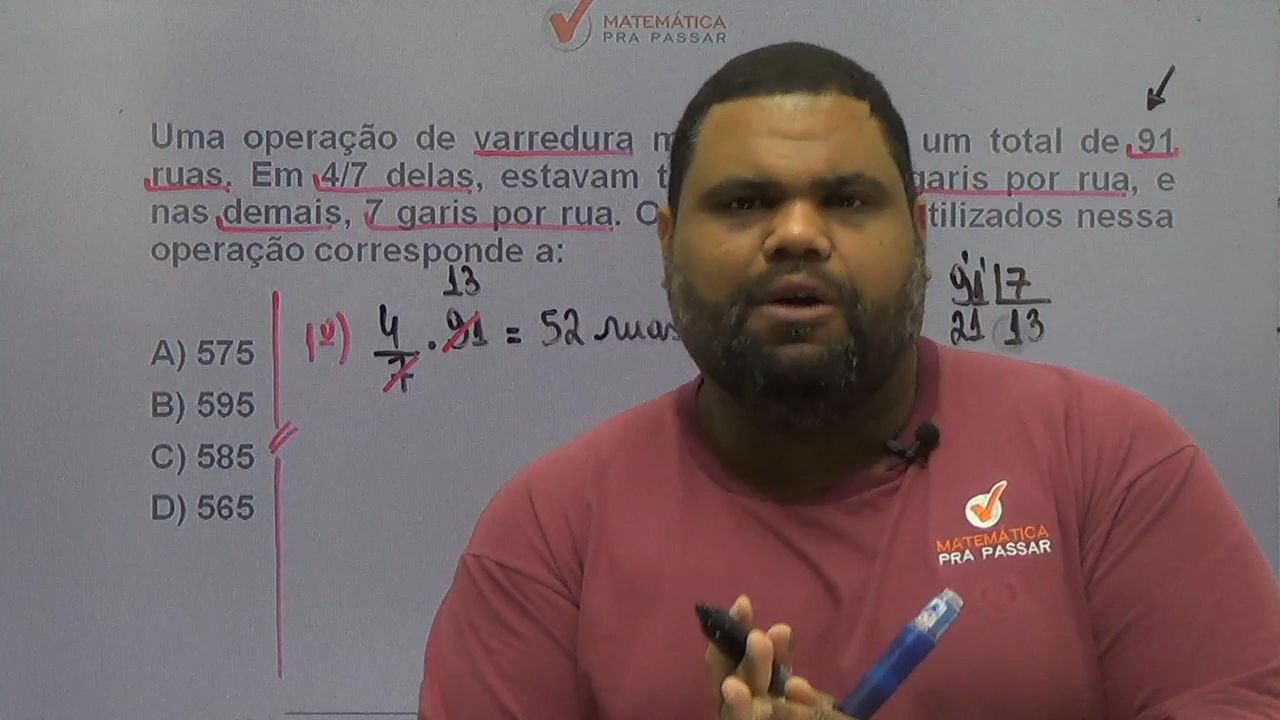 MATEMÁTICA
PRA PASSAR
Uma operação de varredura um total de 91
ruas. Em 4/7 delas, estavam garis por rua, e
nas demais, 7 garis por rua. nessa
operação corresponde a:
A) 575
B) 595
C) 585
D) 565
13
1º) 4/7 . 91 = 52 ruas
91 7
21 13
MATEMÁTICA
PRA PASSAR